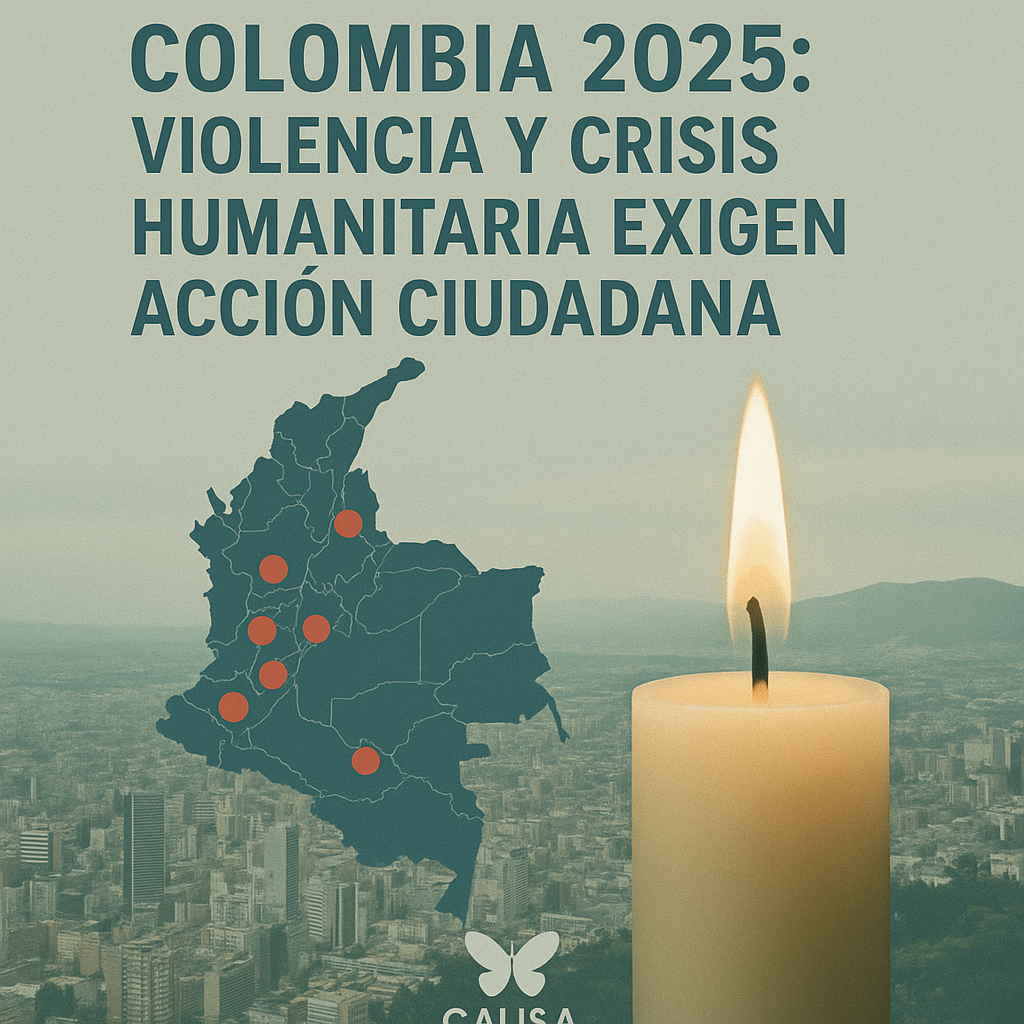 COLOMBIA 2025:
VIOLENCIA Y CRISIS
HUMANITARIA EXIGEN
ACCIÓN CIUDADANA
CAUSA